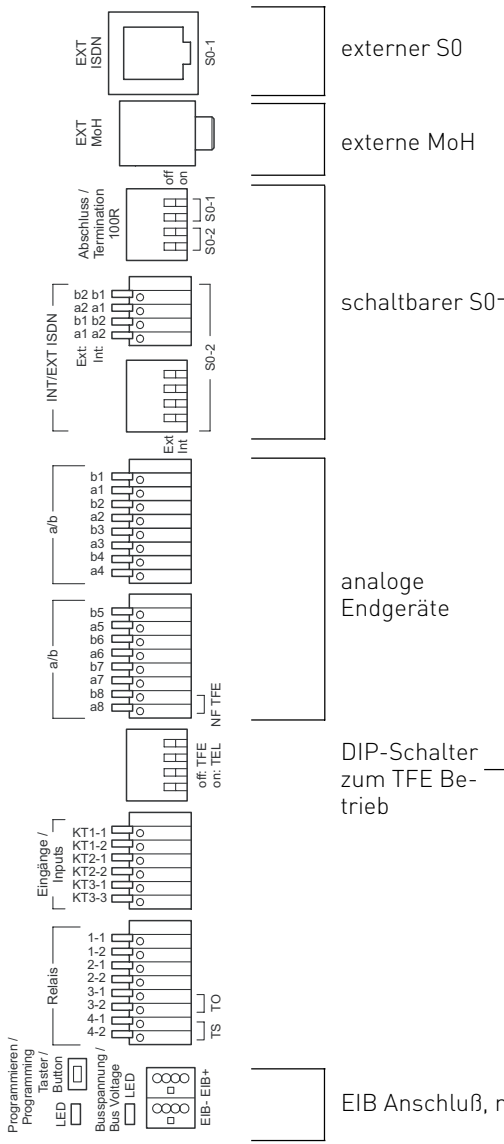 EXT
ISDN
S0-1
externer S0
EXT
MoH
externe MoH
off
on
Abschluss /
Termination
100R
S0-2 S0-1
INT/EXT ISDN
Ext:
Int:
b2 b1
a2 a1
b1 b2
a1 a2
S0-2
schaltbarer S0
Ext
Int
a/b
b1
a1
b2
a2
b3
a3
b4
a4
analoge
Endgeräte
a/b
b5
a5
b6
a6
b7
a7
b8
a8
NF TFE
off: TFE
on: TEL
DIP-Schalter
zum TFE Be-
trieb
Eingänge /
Inputs
KT1-1
KT1-2
KT2-1
KT2-2
KT3-1
KT3-3
Relais
1-1
1-2
2-1
2-2
3-1
3-2
4-1
4-2
TO
TS
Programmieren /
Programming
Taster /
Button
LED
Busspannung /
Bus Voltage
LED
EIB- EIB+
EIB Anschluß,